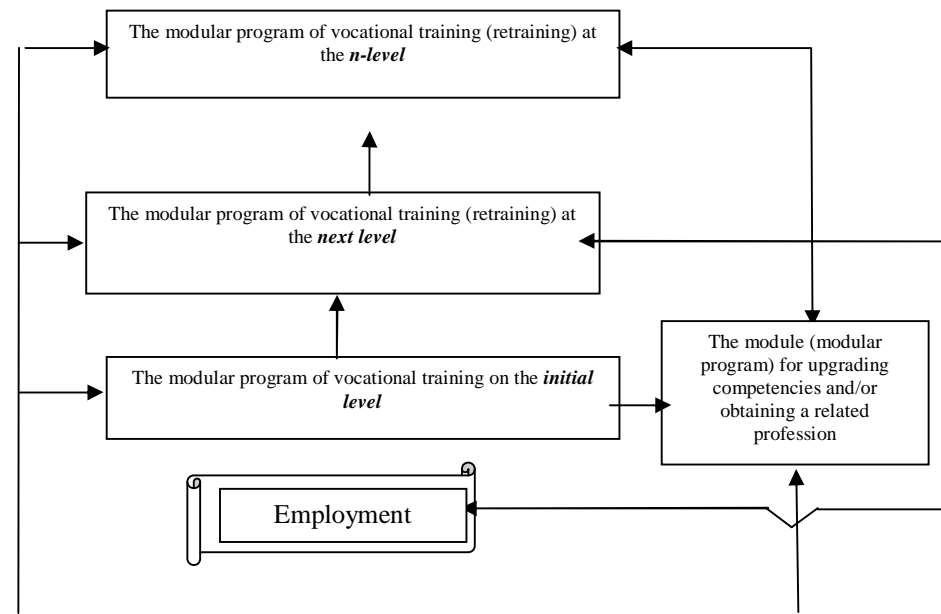 The modular program of vocational training (retraining) at
the n-level
The modular program of vocational training (retraining) at
the next level
The modular program of vocational training on the initial
level
The module (modular
program) for upgrading
competencies and/or
obtaining a related
profession
Employment